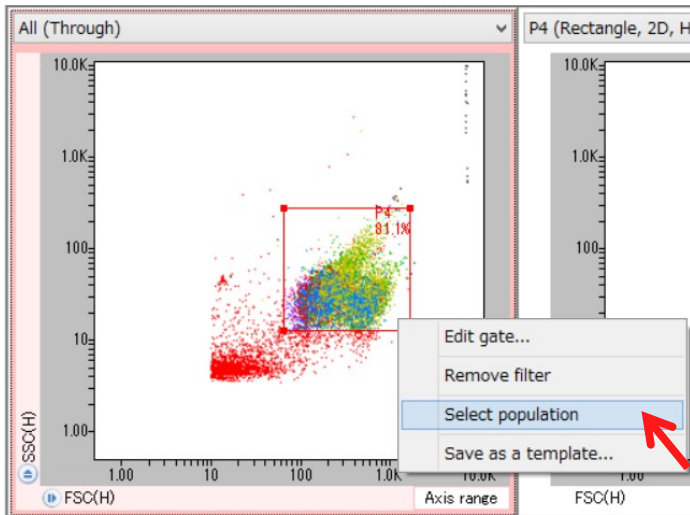 All (Through)
P4 (Rectangle, 2D, H
10.0K
1.0K
100
10
1.00
SSC(H)
P4
81.1%
1.00
10
100
1.0K
10.0K
FSC(H)
Axis range
Edit gate...
Remove filter
Select population
Save as a template...
10.0K
1.0K
100
10
1.00
FSC(H)